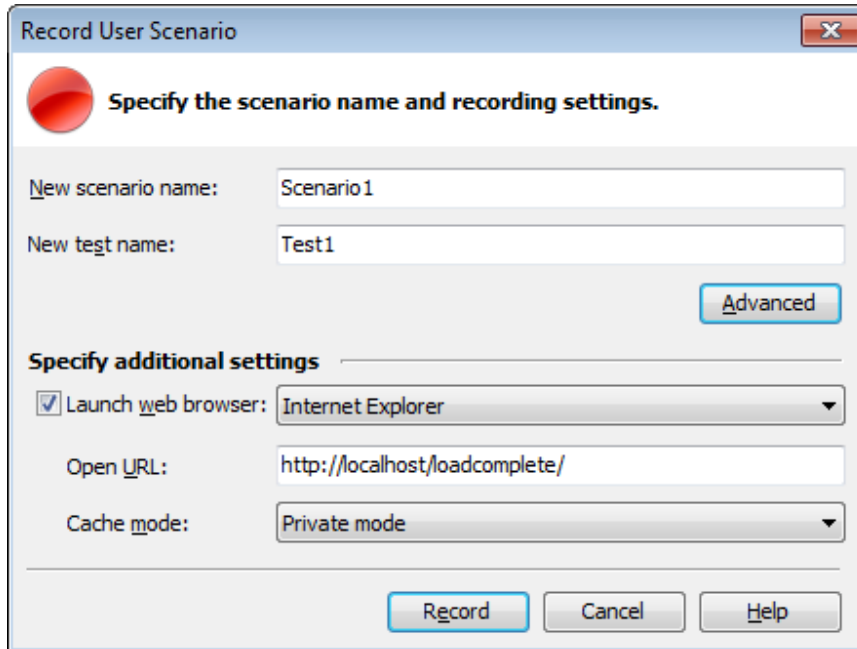 Record User Scenario
Specify the scenario name and recording settings.
New scenario name: Scenario1
New test name: Test1
Advanced
Specify additional settings
Launch web browser: Internet Explorer
Open URL: http://localhost/loadcomplete/
Cache mode: Private mode
Record Cancel Help